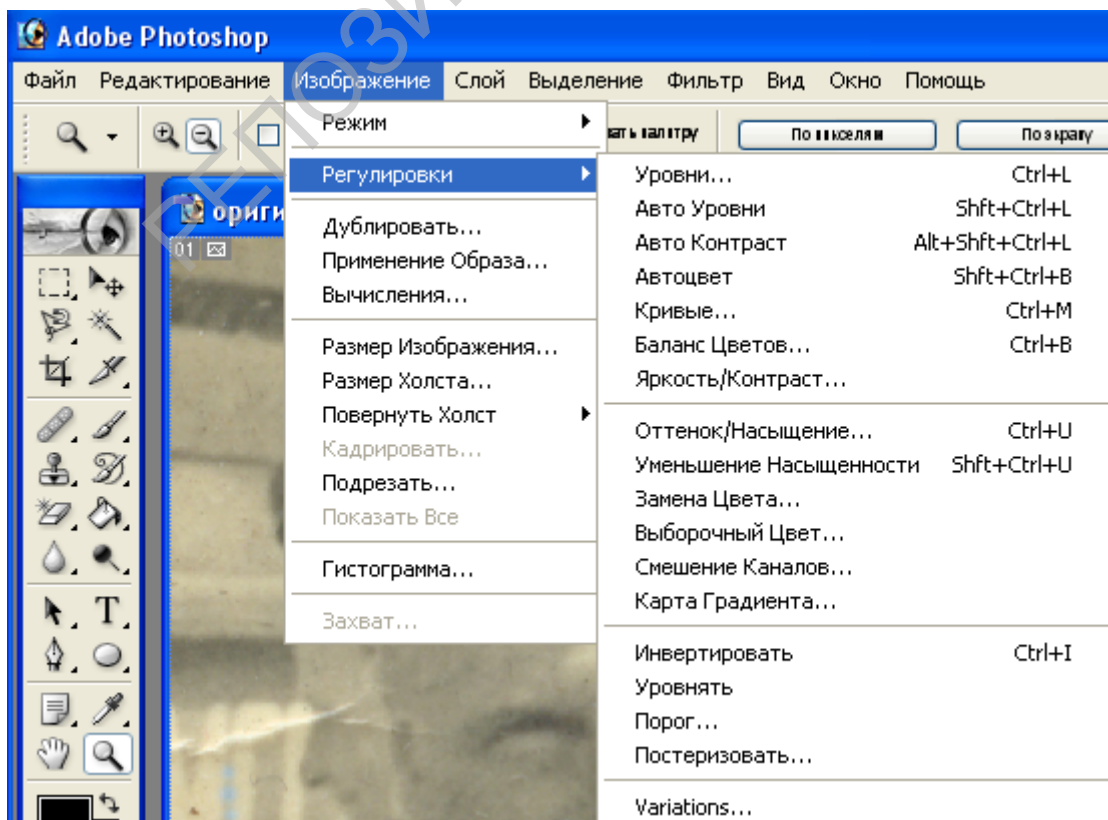 Adobe Photoshop
Файл Редактирование Изображение Слой Выделение Фильтр Вид Окно Помощь
По пикселям По экрану
Режим
Регулировки
Дублировать...
Применение Образа...
Вычисления...
Размер Изображения...
Размер Холста...
Повернуть Холст
Кадрировать...
Подрезать...
Показать Все
Гистограмма...
Захват...
Уровни... Ctrl+L
Авто Уровни Shft+Ctrl+L
Авто Контраст Alt+Shft+Ctrl+L
Автоцвет Shft+Ctrl+B
Кривые... Ctrl+M
Баланс Цветов... Ctrl+B
Яркость/Контраст...
Оттенок/Насыщение... Ctrl+U
Уменьшение Насыщенности Shft+Ctrl+U
Замена Цвета...
Выборочный Цвет...
Смешение Каналов...
Карта Градиента...
Инвертировать Ctrl+I
Уровнять
Порог...
Постеризовать...
Variations...
ориги
01
T